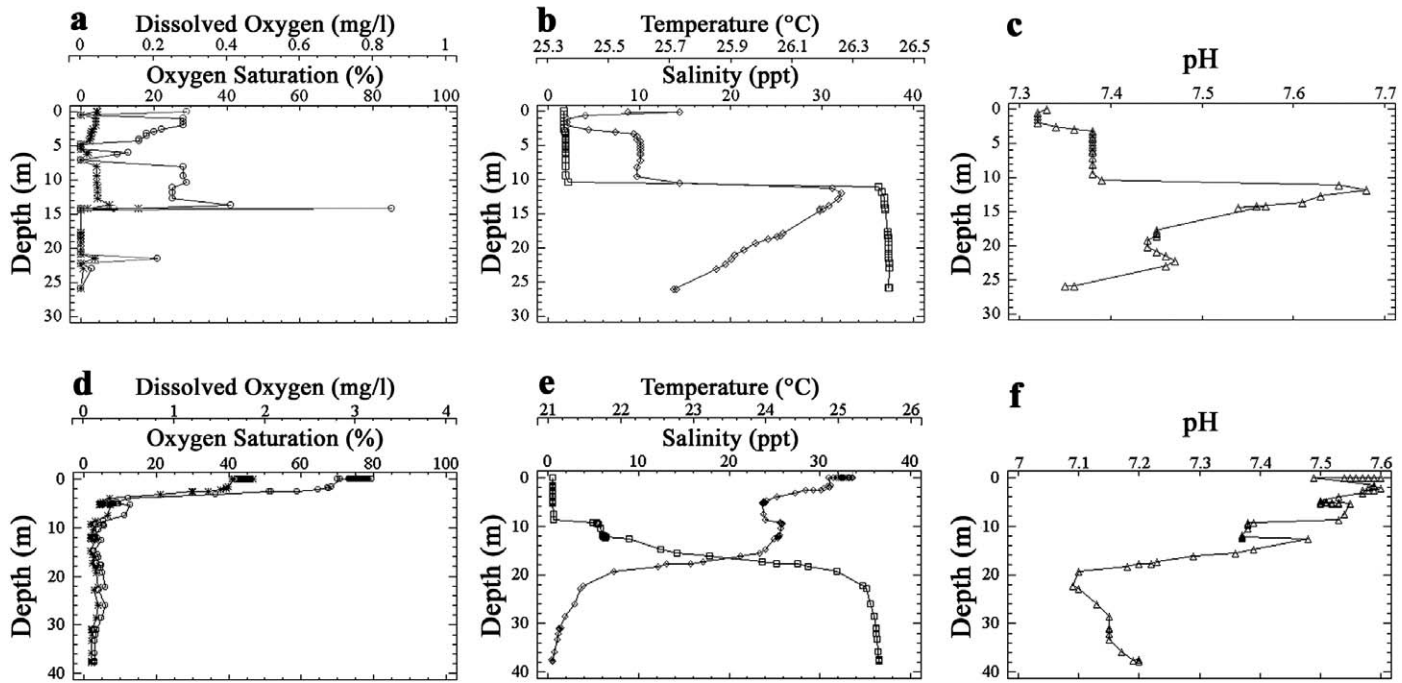 a
Dissolved Oxygen (mg/l)
0 0.2 0.4 0.6 0.8 1
Oxygen Saturation (%)
0 20 40 60 80 100
Depth (m)
0
5
10
15
20
25
30
b
Temperature (°C)
25.3 25.5 25.7 25.9 26.1 26.3 26.5
Salinity (ppt)
0 10 20 30 40
Depth (m)
0
5
10
15
20
25
30
c
pH
7.3 7.4 7.5 7.6 7.7
Depth (m)
0
5
10
15
20
25
30
d
Dissolved Oxygen (mg/l)
0 1 2 3 4
Oxygen Saturation (%)
0 20 40 60 80 100
Depth (m)
0
10
20
30
40
e
Temperature (°C)
21 22 23 24 25 26
Salinity (ppt)
0 10 20 30 40
Depth (m)
0
10
20
30
40
f
pH
7 7.1 7.2 7.3 7.4 7.5 7.6
Depth (m)
0
10
20
30
40